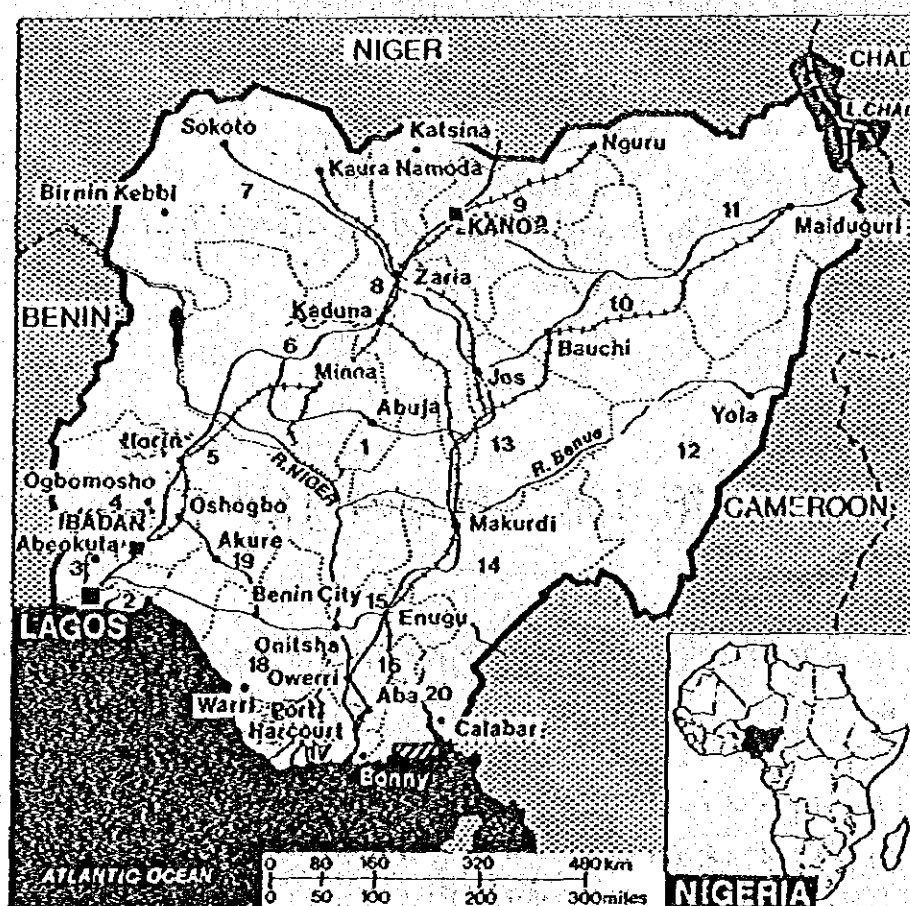 NIGER
CHAD
L.CHAD
Sokoto
Katsina
Nguru
Kaura Namoda
Birnin Kebbi
7
9
11
KANO
Maiduguri
8
Zaria
Kaduna
10
BENIN
6
Bauchi
Minna
Jos
Abuja
Yola
Ilorin
5
1
13
R.NIGER
R. Benue
12
Ogbomosho
4
Oshogbo
CAMEROON
IBADAN
Makurdi
Abeokuta
Akure
3
19
14
2
Benin City
15
Enugu
LAGOS
Onitsha
18
16
Owerri
Aba
20
Warri
Port
Harcourt
Calabar
17
Bonny
ATLANTIC OCEAN
0 80 160 320 480 km
0 100 200 300 miles
NIGERIA